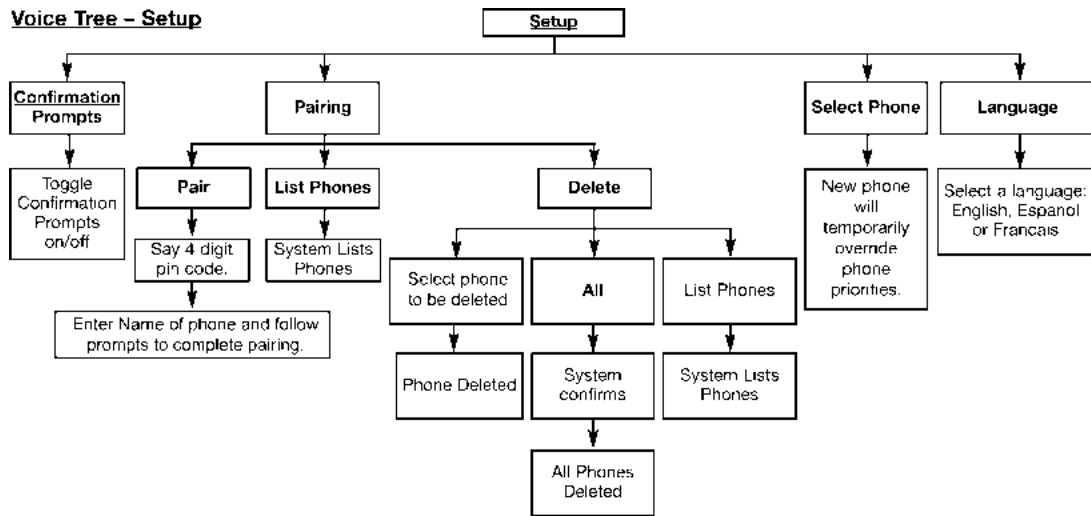 Voice Tree – Setup
Setup
Confirmation
Prompts
Pairing
Select Phone
Language
Toggle
Confirmation
Prompts
on/off
Pair
List Phones
Delete
New phone
will
temporarily
override
phone
priorities.
Select a language:
English, Espanol
or Francais
Say 4 digit
pin code.
System Lists
Phones
Select phone
to be deleted
All
List Phones
Enter Name of phone and follow
prompts to complete pairing.
Phone Deleted
System
confirms
System Lists
Phones
All Phones
Deleted